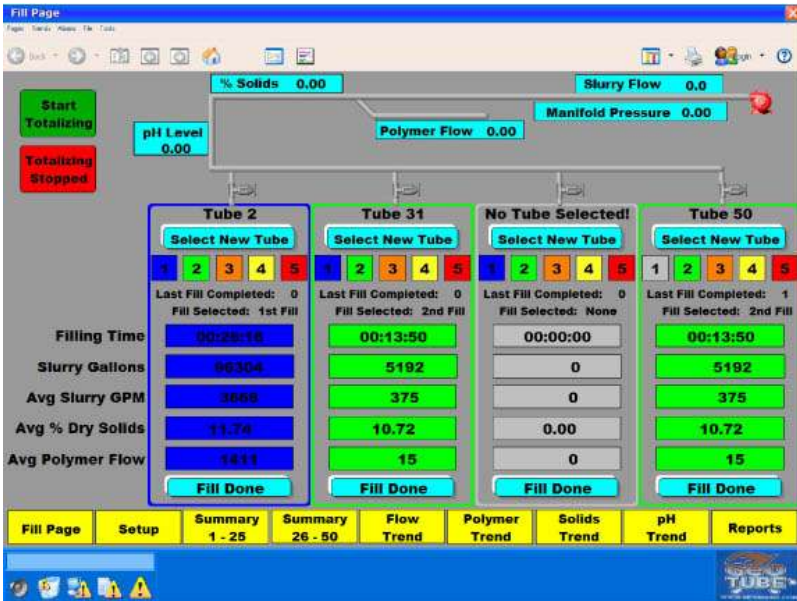 Fill Page
Back
% Solids 0.00
Slurry Flow 0.0
Start
Totalizing
Manifold Pressure 0.00
pH Level
0.00
Polymer Flow 0.00
Totalizing
Stopped
Tube 2
Tube 31
No Tube Selected!
Tube 50
Select New Tube
Select New Tube
Select New Tube
Select New Tube
1 2 3 4 5
1 2 3 4 5
1 2 3 4 5
1 2 3 4 5
Last Fill Completed: 0
Last Fill Completed: 0
Last Fill Completed: 0
Last Fill Completed: 1
Fill Selected: 1st Fill
Fill Selected: 2nd Fill
Fill Selected: None
Fill Selected: 2nd Fill
Filling Time
00:13:50
00:00:00
00:13:50
Slurry Gallons
5192
0
5192
Avg Slurry GPM
375
0
375
Avg % Dry Solids
11.74
10.72
0.00
10.72
Avg Polymer Flow
15
0
15
Fill Done
Fill Done
Fill Done
Fill Done
Fill Page
Setup
Summary
1 - 25
Summary
26 - 50
Flow
Trend
Polymer
Trend
Solids
Trend
pH
Trend
Reports
GEO
TUBE